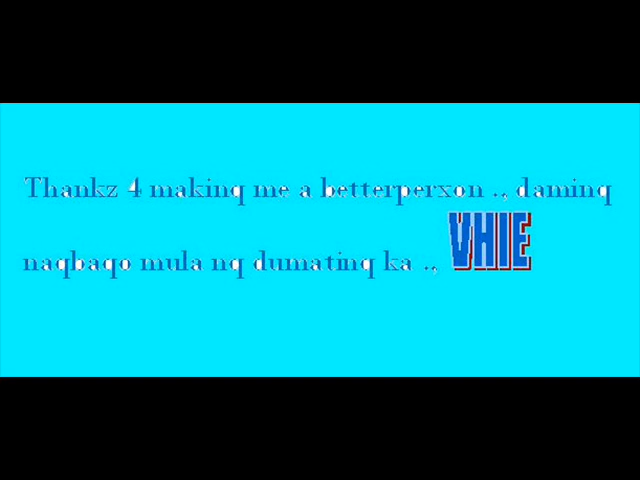 Thankz 4 makinq me a betterperxon ., daminq
naqbaqo mula nq dumatinq ka ., VHIE